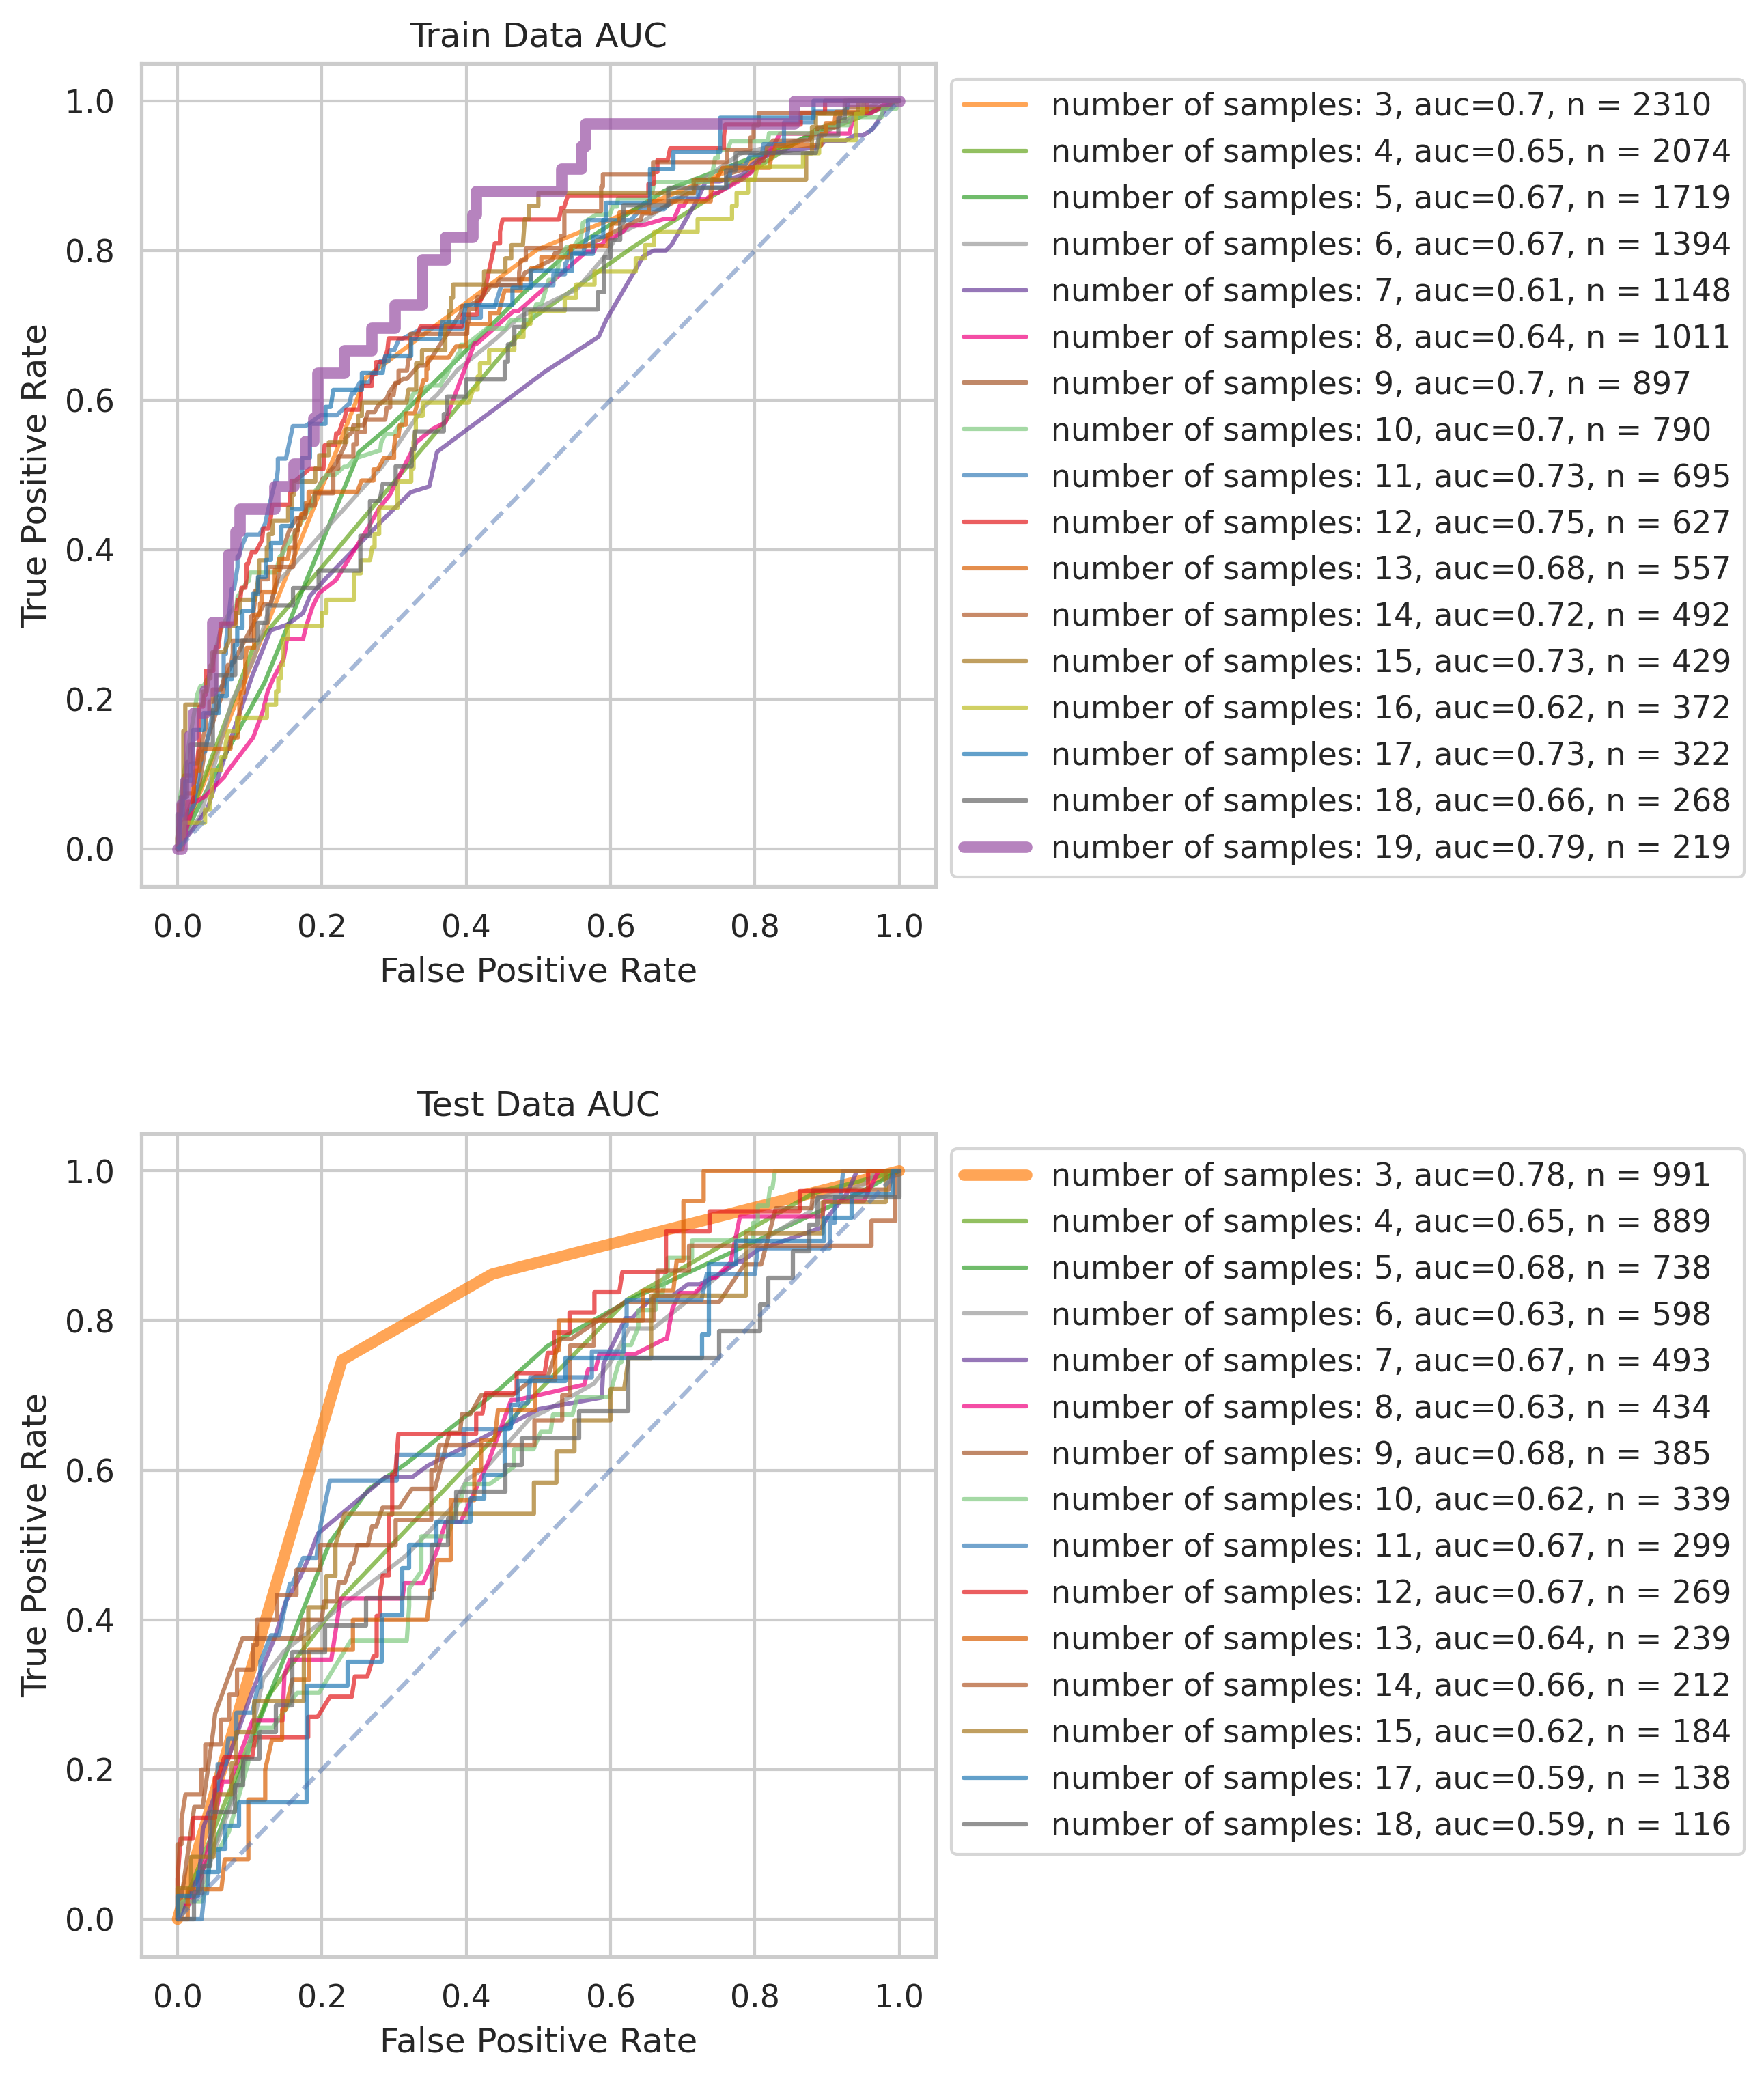 Train Data AUC
1.0
0.8
0.6
0.4
0.2
0.0
True Positive Rate
0.0 0.2 0.4 0.6 0.8 1.0
False Positive Rate
number of samples: 3, auc=0.7, n = 2310
number of samples: 4, auc=0.65, n = 2074
number of samples: 5, auc=0.67, n = 1719
number of samples: 6, auc=0.67, n = 1394
number of samples: 7, auc=0.61, n = 1148
number of samples: 8, auc=0.64, n = 1011
number of samples: 9, auc=0.7, n = 897
number of samples: 10, auc=0.7, n = 790
number of samples: 11, auc=0.73, n = 695
number of samples: 12, auc=0.75, n = 627
number of samples: 13, auc=0.68, n = 557
number of samples: 14, auc=0.72, n = 492
number of samples: 15, auc=0.73, n = 429
number of samples: 16, auc=0.62, n = 372
number of samples: 17, auc=0.73, n = 322
number of samples: 18, auc=0.66, n = 268
number of samples: 19, auc=0.79, n = 219
Test Data AUC
1.0
0.8
0.6
0.4
0.2
0.0
True Positive Rate
0.0 0.2 0.4 0.6 0.8 1.0
False Positive Rate
number of samples: 3, auc=0.78, n = 991
number of samples: 4, auc=0.65, n = 889
number of samples: 5, auc=0.68, n = 738
number of samples: 6, auc=0.63, n = 598
number of samples: 7, auc=0.67, n = 493
number of samples: 8, auc=0.63, n = 434
number of samples: 9, auc=0.68, n = 385
number of samples: 10, auc=0.62, n = 339
number of samples: 11, auc=0.67, n = 299
number of samples: 12, auc=0.67, n = 269
number of samples: 13, auc=0.64, n = 239
number of samples: 14, auc=0.66, n = 212
number of samples: 15, auc=0.62, n = 184
number of samples: 17, auc=0.59, n = 138
number of samples: 18, auc=0.59, n = 116